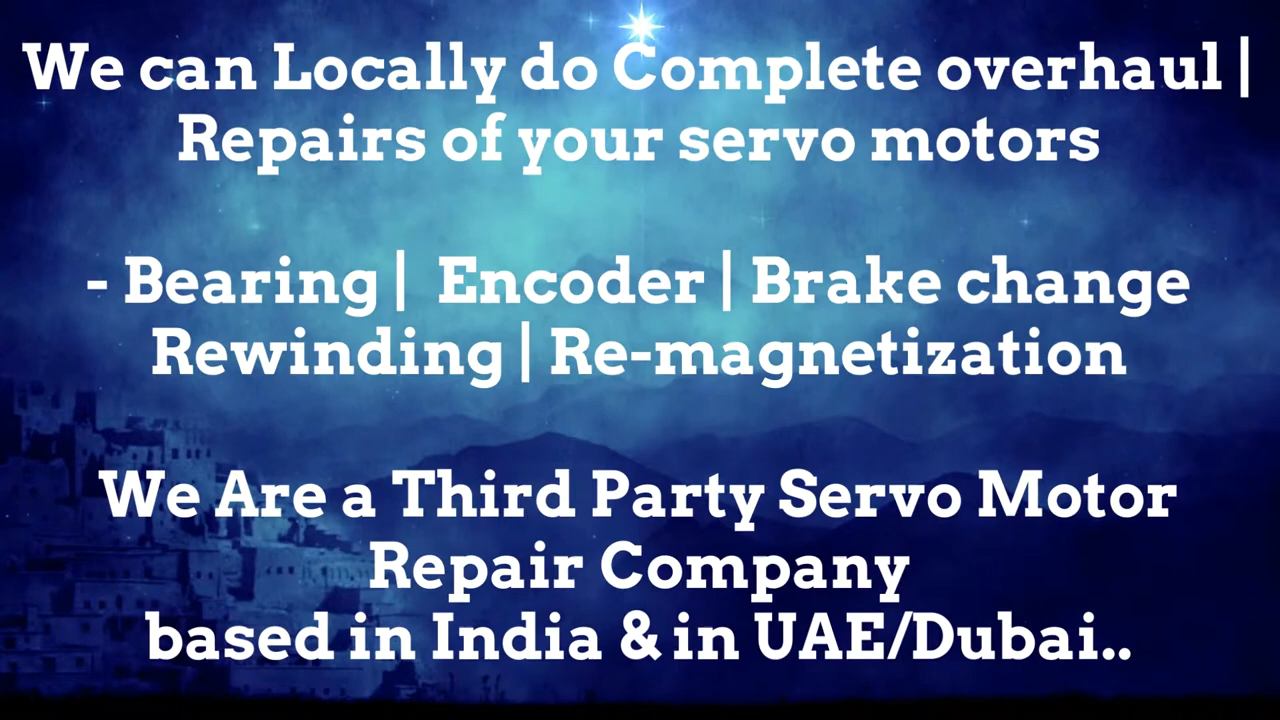 We can Locally do Complete overhaul |
Repairs of your servo motors
- Bearing | Encoder | Brake change
Rewinding | Re-magnetization
We Are a Third Party Servo Motor
Repair Company
based in India & in UAE/Dubai..